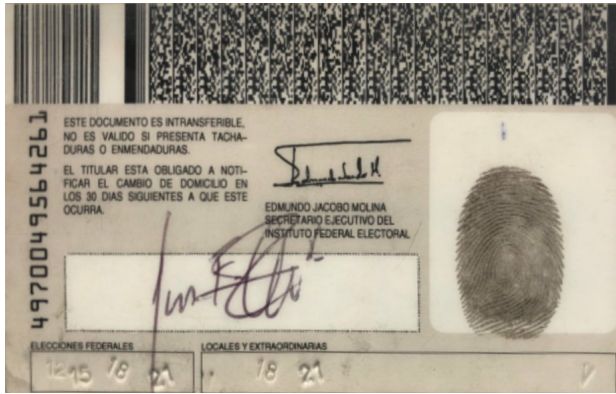 ESTE DOCUMENTO ES INTRANSFERIBLE,
NO ES VALIDO SI PRESENTA TACHA-
DURAS O ENMENDADURAS.
EL TITULAR ESTA OBLIGADO A NOTI-
FICAR EL CAMBIO DE DOMICILIO EN
LOS 30 DIAS SIGUIENTES A QUE ESTE
OCURRA.
EDMUNDO JACOBO MOLINA
SECRETARIO EJECUTIVO DEL
INSTITUTO FEDERAL ELECTORAL
4970049564261
ELECCIONES FEDERALES
LOCALES Y EXTRAORDINARIAS
12 15 18 21
18 21